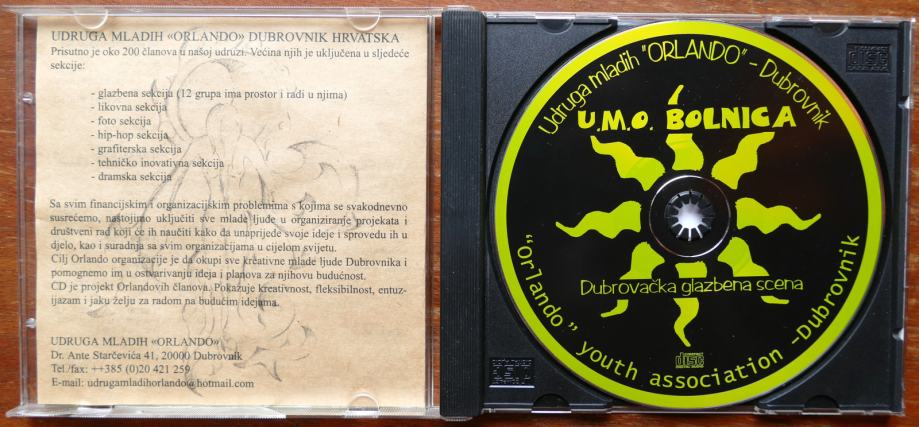 UDRUGA MLADIH «ORLANDO» DUBROVNIK HRVATSKA
Prisutno je oko 200 članova u našoj udruzi. Većina njih je uključena u sljedeće
sekcije:
- glazbena sekcija (12 grupa ima prostor i radi u njima)
- likovna sekcija
- foto sekcija
- hip-hop sekcija
- grafiterska sekcija
- tehničko inovativna sekcija
- dramska sekcija
Sa svim financijskim i organizacijskim problemima s kojima se svakodnevno
susrećemo, nastojimo uključiti sve mlade ljude u organiziranje projekata i
društveni rad koji će ih naučiti kako da unaprijede svoje ideje i sprovedu ih u
djelo, kao i suradnja sa svim organizacijama u cijelom svijetu.
Cilj Orlando organizacije je da okupi sve kreativne mlade ljude Dubrovnika i
pomognemo im u ostvarivanju ideja i planova za njihovu budućnost.
CD je projekt Orlandovih članova. Pokazuje kreativnost, fleksibilnost, entuz-
ijazam i jaku želju za radom na budućim idejama.
UDRUGA MLADIH «ORLANDO»
Dr. Ante Starčevića 41, 20000 Dubrovnik
Tel./fax: ++385 (0)20 421 259
E-mail: udrugamladihorlando@hotmail.com
Udruga mladih "ORLANDO" - Dubrovnik
U.M.O. BOLNICA
Dubrovačka glazbena scena
"Orlando" youth association -Dubrovnik
COMPACT
disc
DIGITAL AUDIO